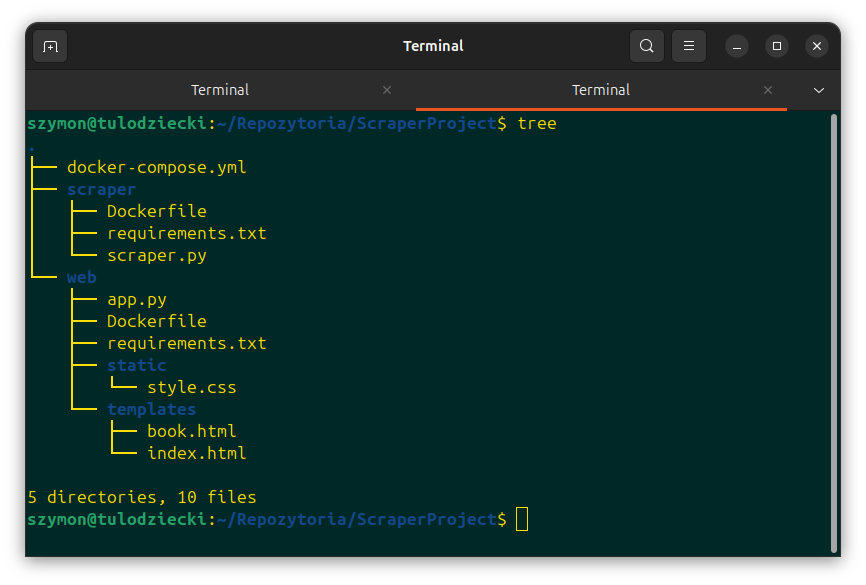 Terminal
Terminal
Terminal
szymon@tulodziecki:~/Repozytoria/ScraperProject$ tree
.
├── docker-compose.yml
├── scraper
│   ├── Dockerfile
│   ├── requirements.txt
│   └── scraper.py
└── web
    ├── app.py
    ├── Dockerfile
    ├── requirements.txt
    ├── static
    │   └── style.css
    └── templates
        ├── book.html
        └── index.html
5 directories, 10 files
szymon@tulodziecki:~/Repozytoria/ScraperProject$